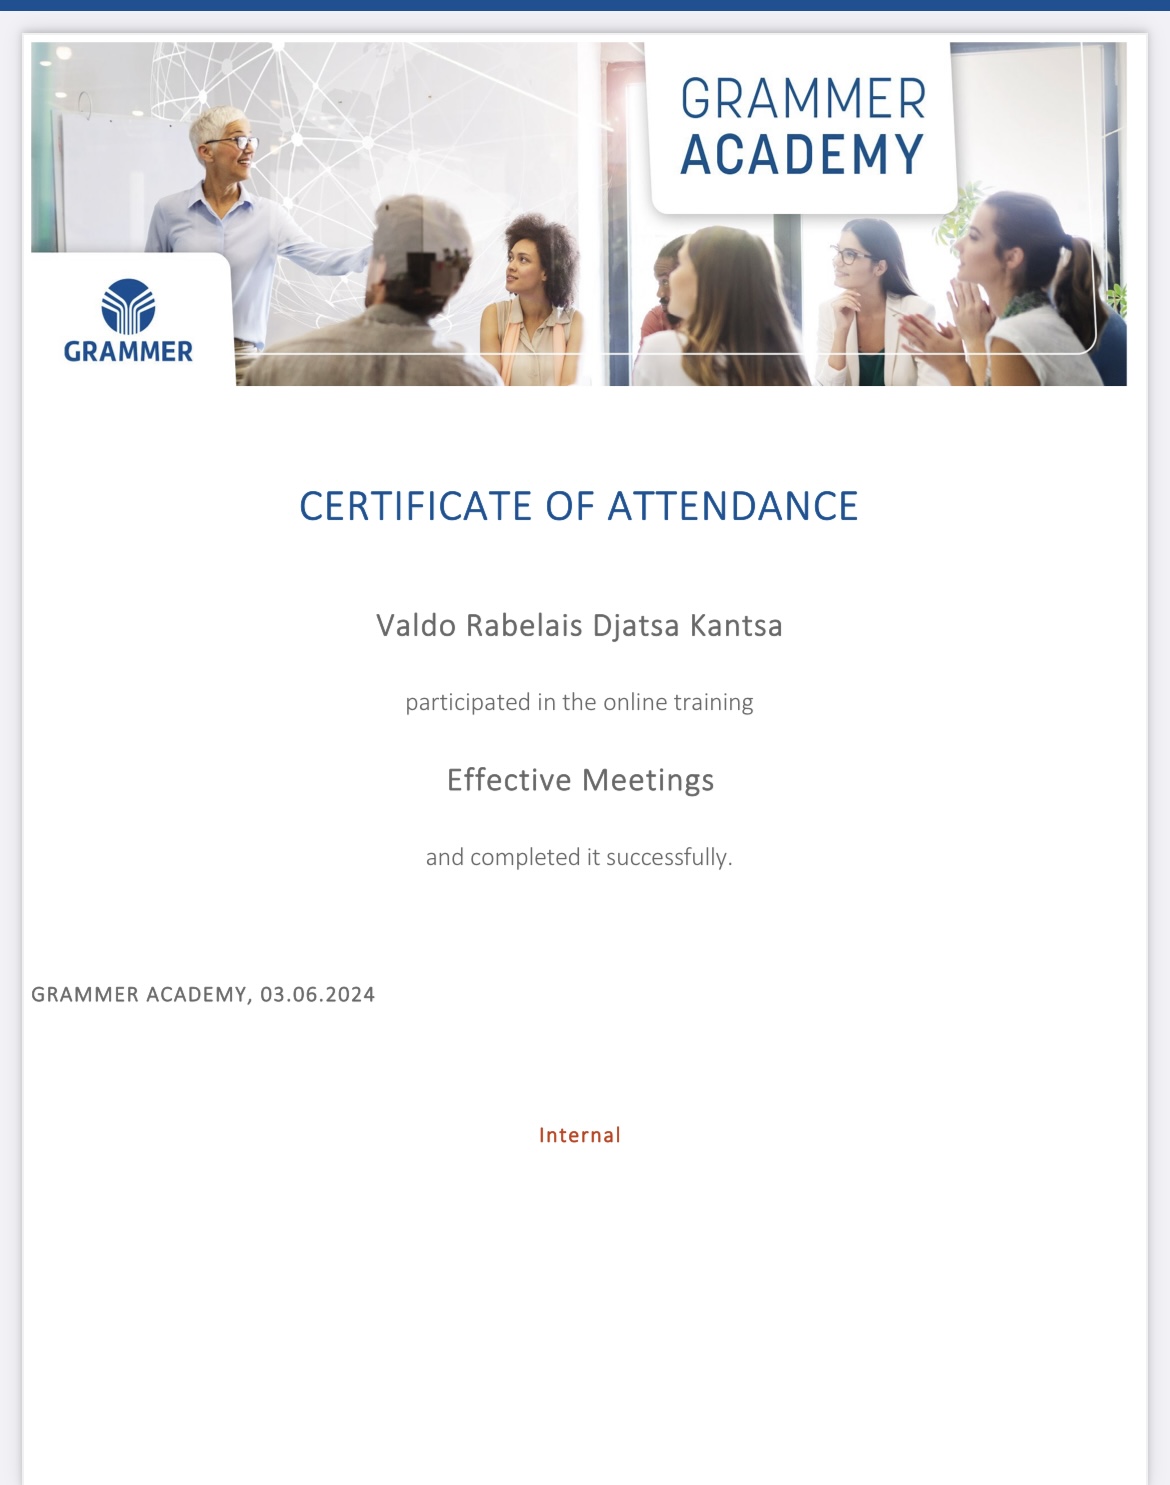 GRAMMER
ACADEMY
GRAMMER
CERTIFICATE OF ATTENDANCE
Valdo Rabelais Djatsa Kantsa
participated in the online training
Effective Meetings
and completed it successfully.
GRAMMER ACADEMY, 03.06.2024
Internal